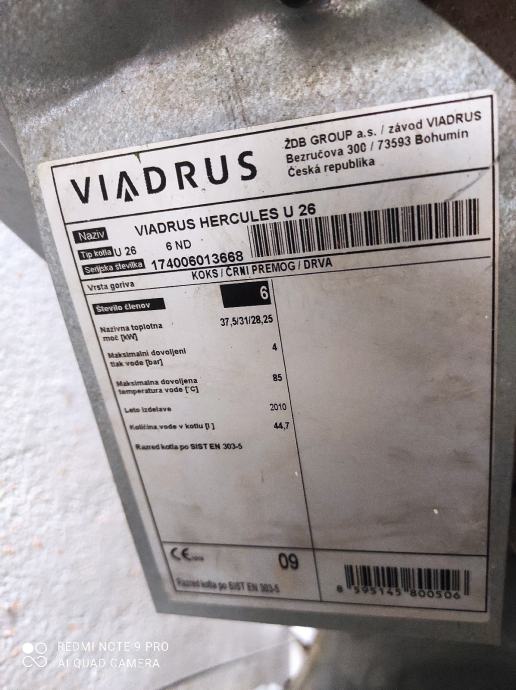 VIADRUS
ŽDB GROUP a.s. / závod VIADRUS
Bezručova 300 / 73593 Bohumín
Česká republika
Naziv VIADRUS HERCULES U 26
Tip kotla U 26 6 ND
Serijska številka 174006013668
Vrsta goriva KOKS / ČRNI PREMOG / DRVA
Število členov 6
Nazivna toplotna
moč [kW] 37,5/31/28,25
Maksimalni dovoljeni
tlak vode [bar] 4
Maksimalna dovoljena
temperatura vode [°C] 85
Leto izdelave 2010
Količina vode v kotlu [l] 44,7
Razred kotla po SIST EN 303-5
CE 09
Razred kotla po SIST EN 303-5
8 595145 800506
REDMI NOTE 9 PRO
AI QUAD CAMERA